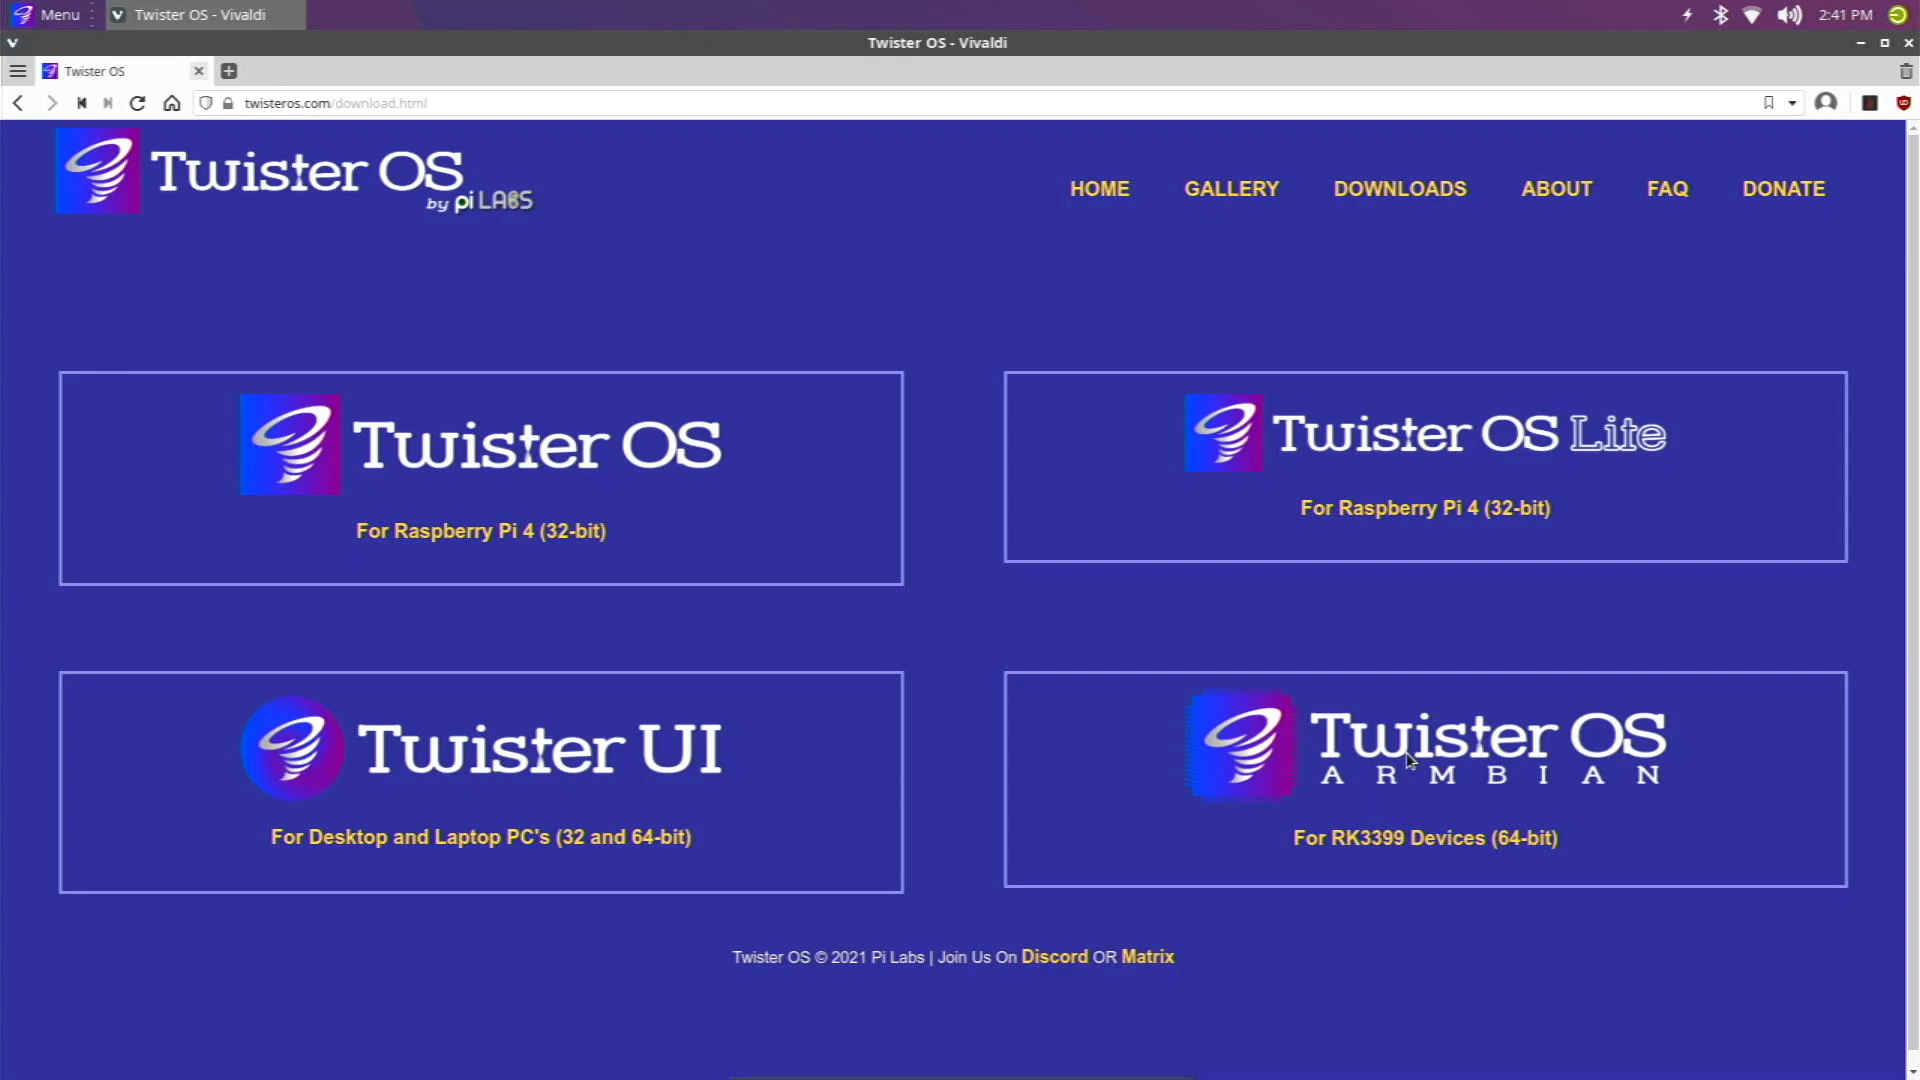 Menu
Twister OS - Vivaldi
2:41 PM
Twister OS - Vivaldi
Twister OS
twisteros.com/download.html
Twister OS
by pi LABS
HOME
GALLERY
DOWNLOADS
ABOUT
FAQ
DONATE
Twister OS
For Raspberry Pi 4 (32-bit)
Twister OS Lite
For Raspberry Pi 4 (32-bit)
Twister UI
For Desktop and Laptop PC's (32 and 64-bit)
Twister OS
ARMBIAN
For RK3399 Devices (64-bit)
Twister OS © 2021 Pi Labs | Join Us On Discord OR Matrix